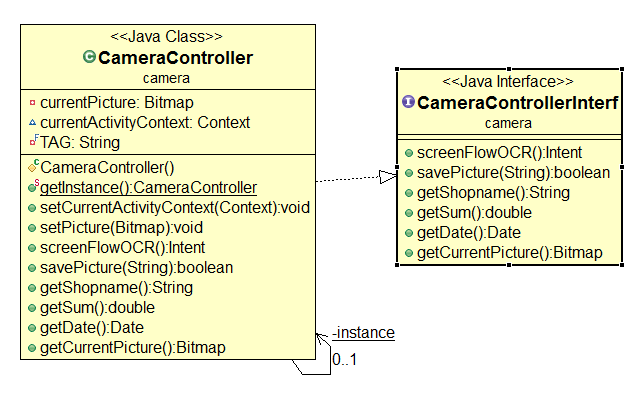 <<Java Class>>
CameraController
camera
currentPicture: Bitmap
currentActivityContext: Context
TAG: String
CameraController()
getInstance():CameraController
setCurrentActivityContext(Context):void
setPicture(Bitmap):void
screenFlowOCR():Intent
savePicture(String):boolean
getShopname():String
getSum():double
getDate():Date
getCurrentPicture():Bitmap
-instance
0..1
<<Java Interface>>
CameraControllerInterf
camera
screenFlowOCR():Intent
savePicture(String):boolean
getShopname():String
getSum():double
getDate():Date
getCurrentPicture():Bitmap